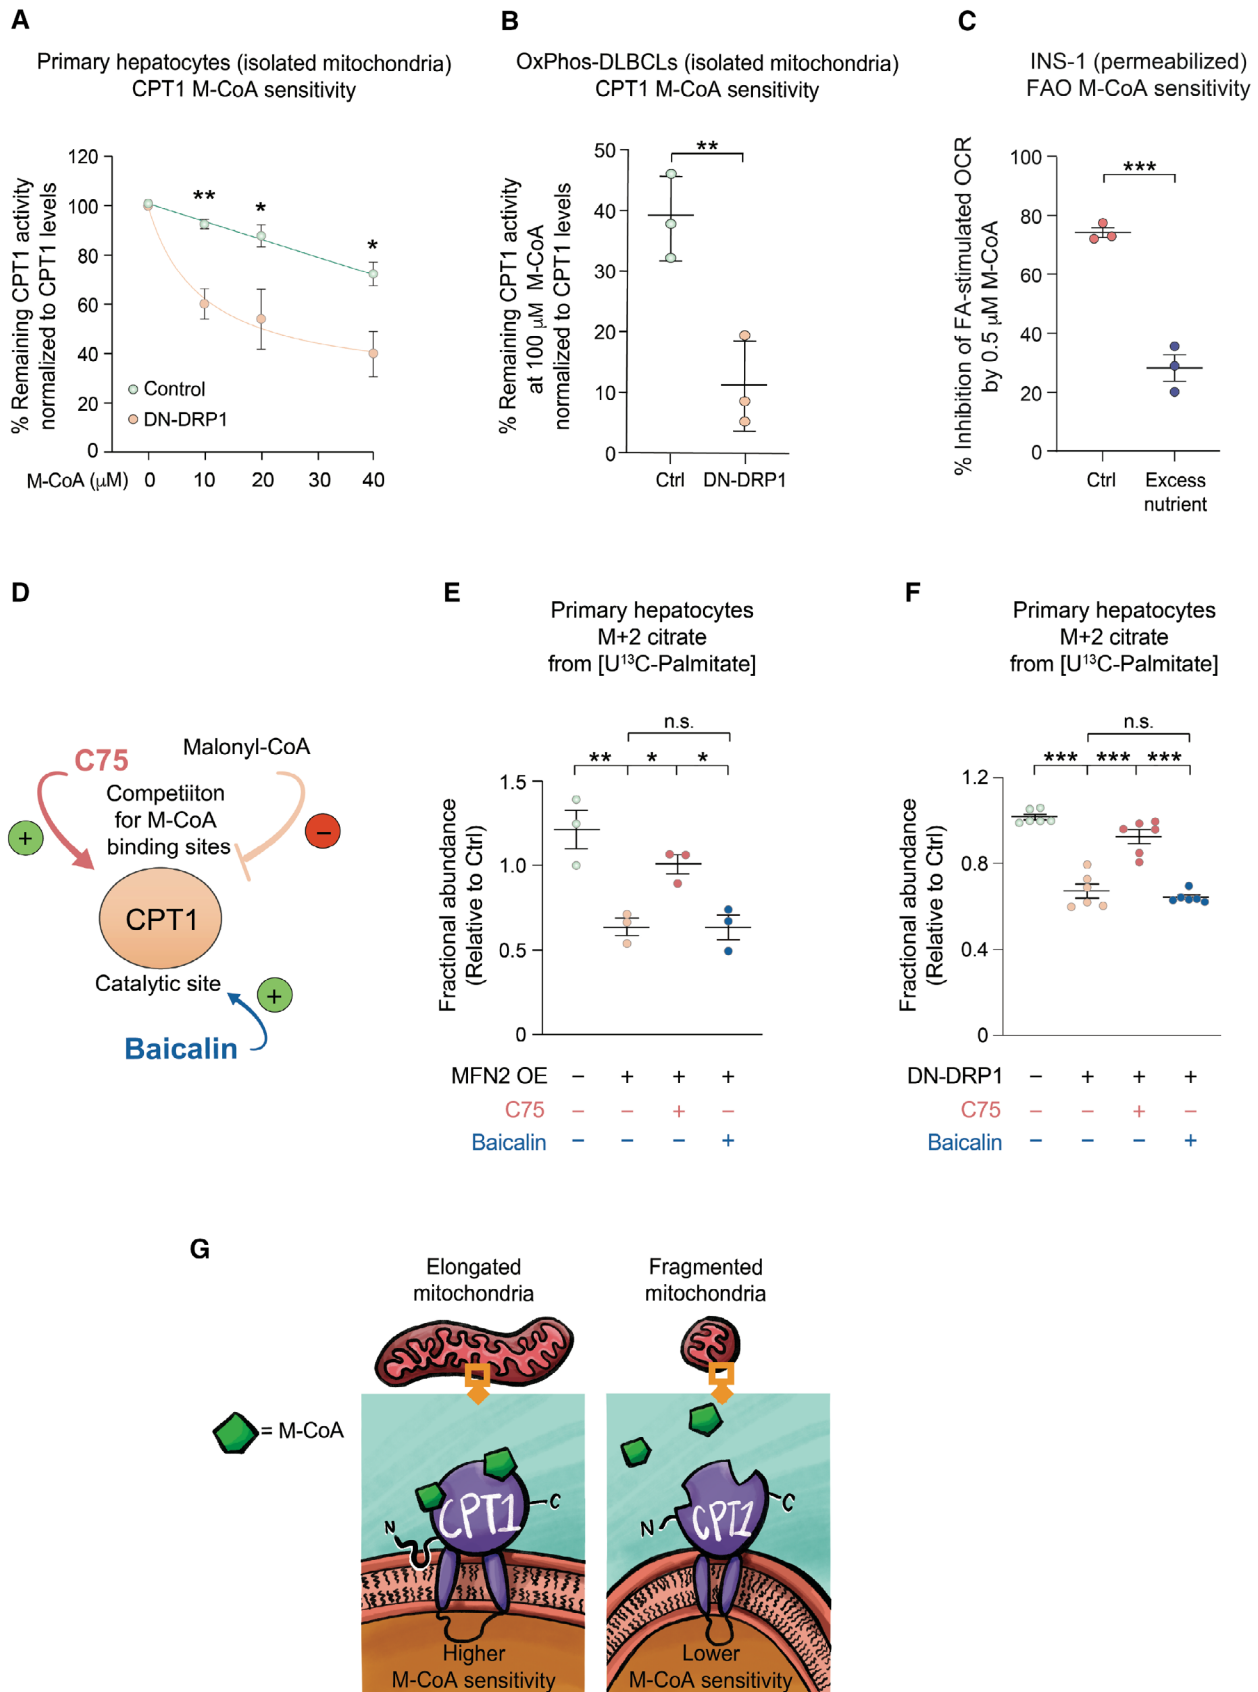 A
Primary hepatocytes (isolated mitochondria)
CPT1 M-CoA sensitivity
% Remaining CPT1 activity
normalized to CPT1 levels
120
100
80
60
40
20
0
Control
DN-DRP1
**
*
*
M-CoA (μM) 0 10 20 30 40
B
OxPhos-DLBCLs (isolated mitochondria)
CPT1 M-CoA sensitivity
% Remaining CPT1 activity
at 100 μM M-CoA
normalized to CPT1 levels
50
40
30
20
10
0
**
Ctrl DN-DRP1
C
INS-1 (permeabilized)
FAO M-CoA sensitivity
% Inhibition of FA-stimulated OCR
by 0.5 μM M-CoA
100
80
60
40
20
0
***
Ctrl Excess
nutrient
D
C75
Malonyl-CoA
Competiiton
for M-CoA
binding sites
+
−
CPT1
Catalytic site
+
Baicalin
E
Primary hepatocytes
M+2 citrate
from [U13C-Palmitate]
n.s.
** * *
Fractional abundance
(Relative to Ctrl)
1.5
1.0
0.5
0
MFN2 OE − + + +
C75 − − + −
Baicalin − − − +
F
Primary hepatocytes
M+2 citrate
from [U13C-Palmitate]
n.s.
*** *** ***
Fractional abundance
(Relative to Ctrl)
1.2
0.8
0.4
0
DN-DRP1 − + + +
C75 − − + −
Baicalin − − − +
G
Elongated
mitochondria
Fragmented
mitochondria
= M-CoA
CPT1
N
C
Higher
M-CoA sensitivity
CPT1
N
C
Lower
M-CoA sensitivity